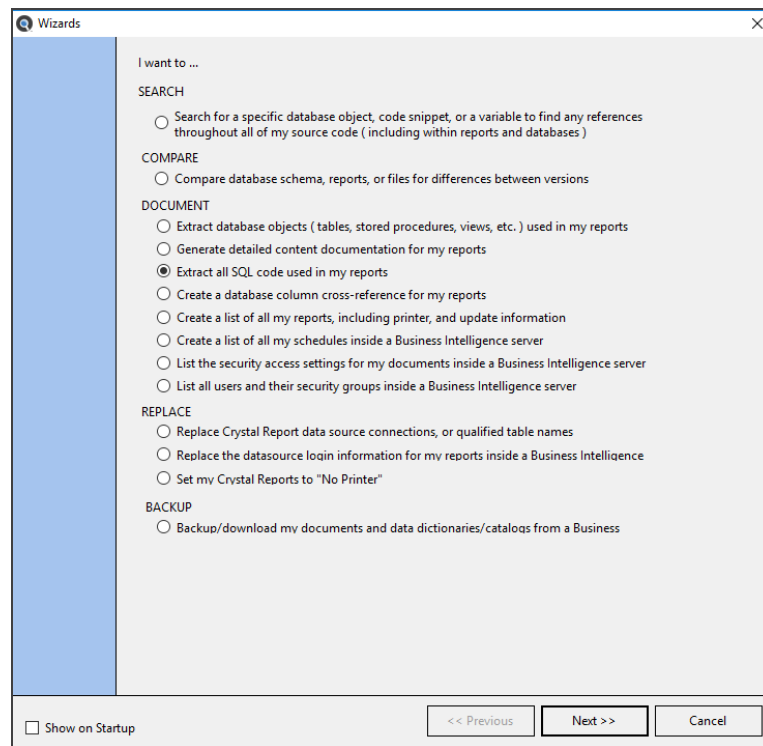 Wizards
I want to ...
SEARCH
Search for a specific database object, code snippet, or a variable to find any references
throughout all of my source code ( including within reports and databases )
COMPARE
Compare database schema, reports, or files for differences between versions
DOCUMENT
Extract database objects ( tables, stored procedures, views, etc. ) used in my reports
Generate detailed content documentation for my reports
Extract all SQL code used in my reports
Create a database column cross-reference for my reports
Create a list of all my reports, including printer, and update information
Create a list of all my schedules inside a Business Intelligence server
List the security access settings for my documents inside a Business Intelligence server
List all users and their security groups inside a Business Intelligence server
REPLACE
Replace Crystal Report data source connections, or qualified table names
Replace the datasource login information for my reports inside a Business Intelligence
Set my Crystal Reports to "No Printer"
BACKUP
Backup/download my documents and data dictionaries/catalogs from a Business
Show on Startup
<< Previous
Next >>
Cancel